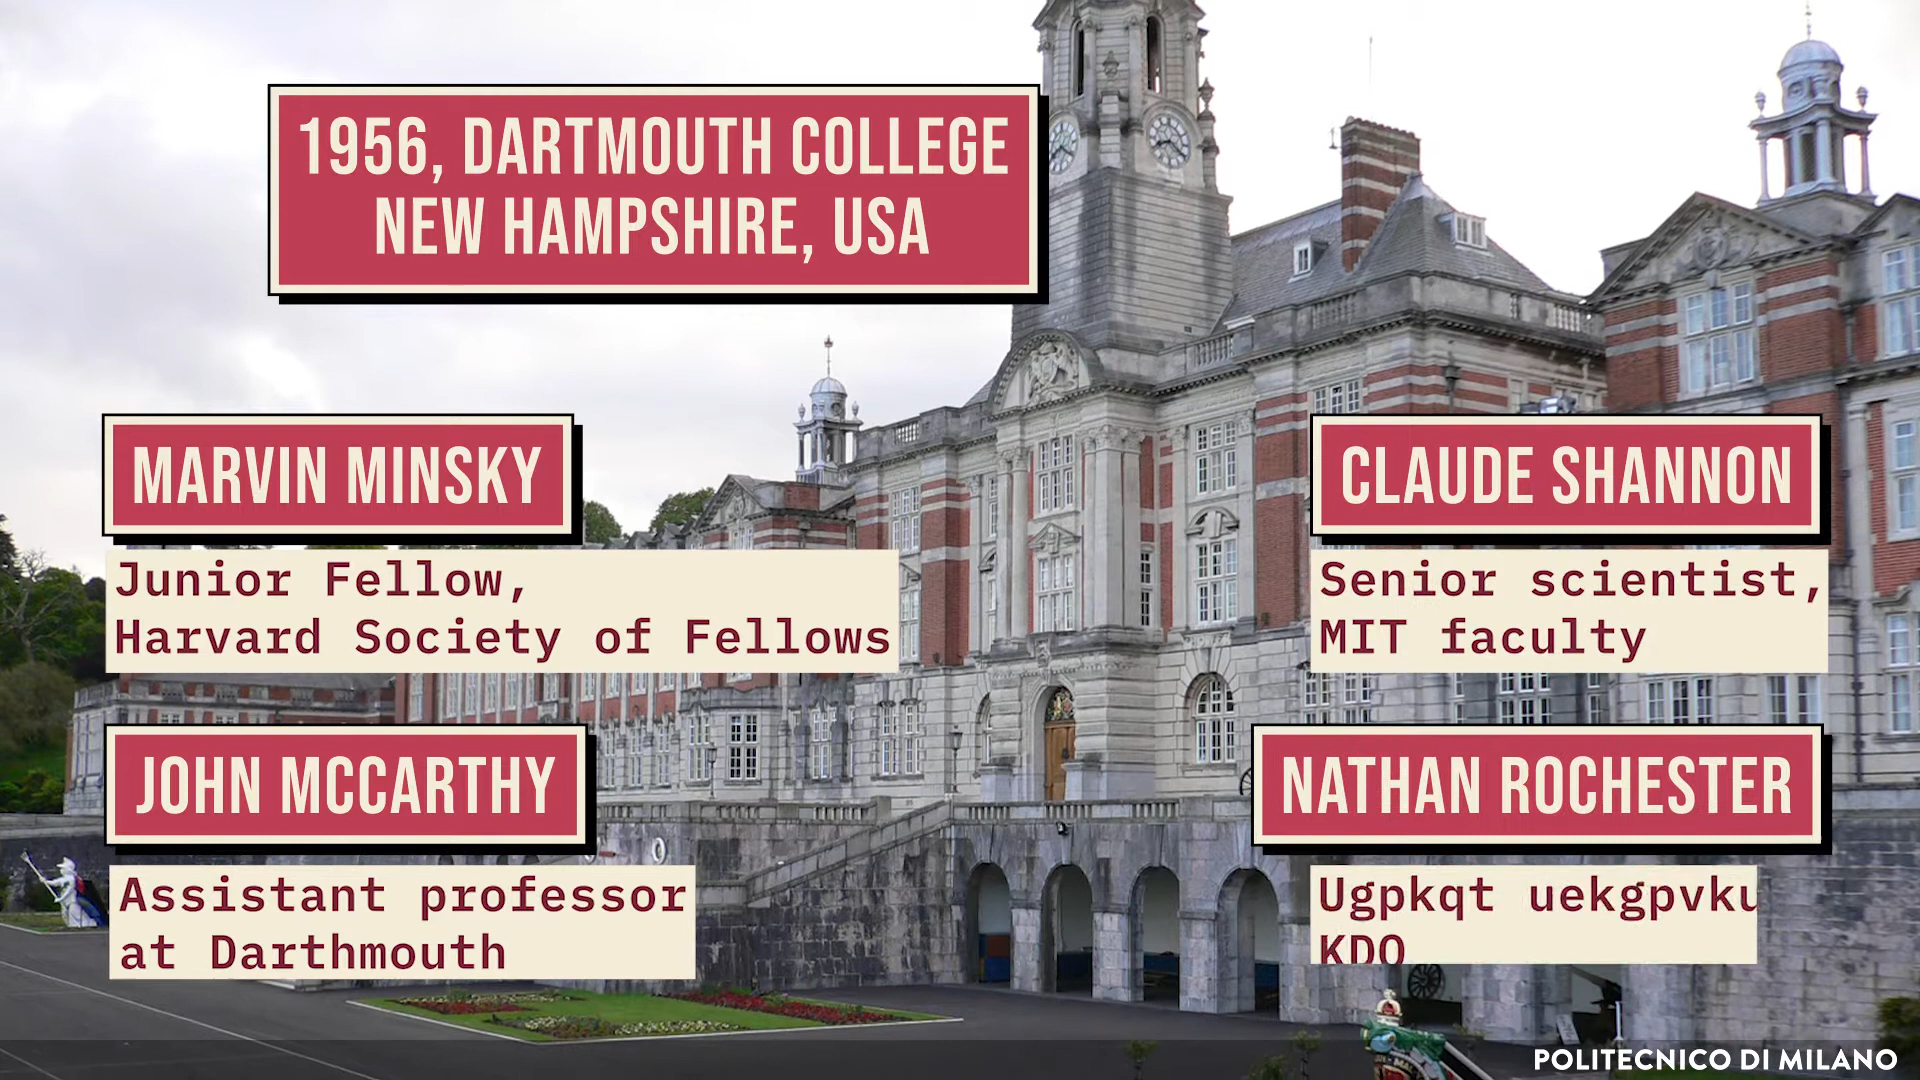 1956, DARTMOUTH COLLEGE
NEW HAMPSHIRE, USA
MARVIN MINSKY
Junior Fellow,
Harvard Society of Fellows
JOHN MCCARTHY
Assistant professor
at Darthmouth
CLAUDE SHANNON
Senior scientist,
MIT faculty
NATHAN ROCHESTER
Ugpkqt uekgpvku
KDO
POLITECNICO DI MILANO